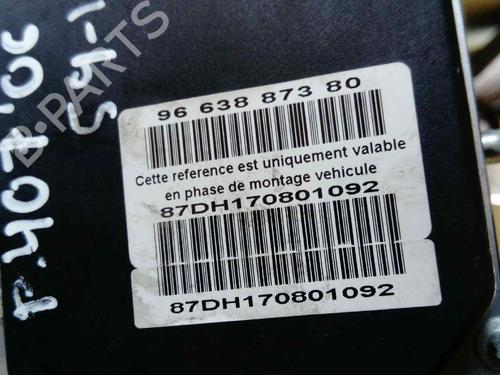 96 638 873 80
Cette reference est uniquement valable
en phase de montage vehicule
87DH170801092
87DH170801092
B-PARTS